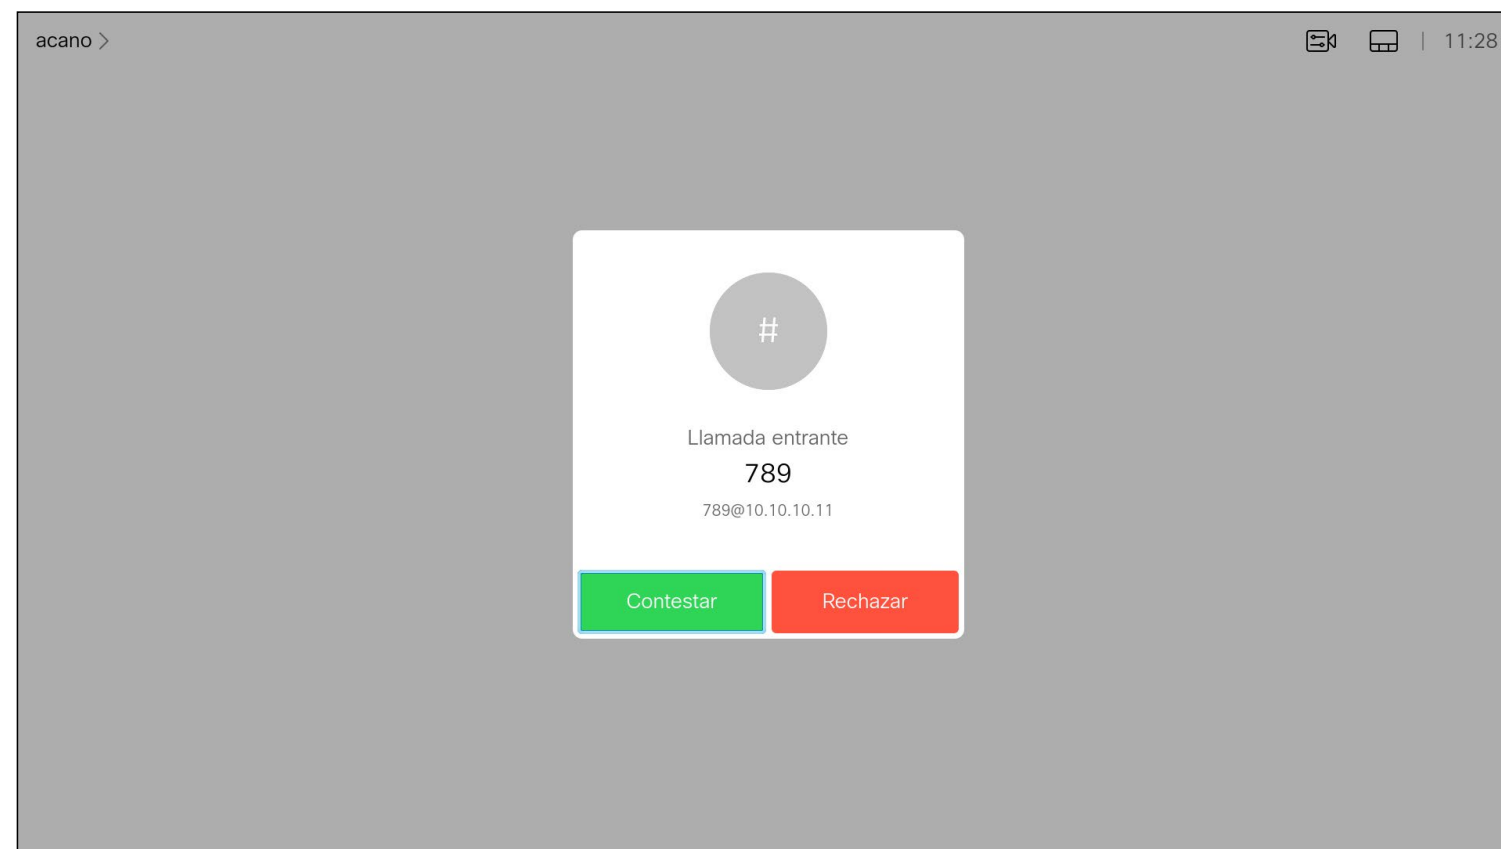 acano
| 11:28
#
Llamada entrante
789
789@10.10.10.11
Contestar Rechazar